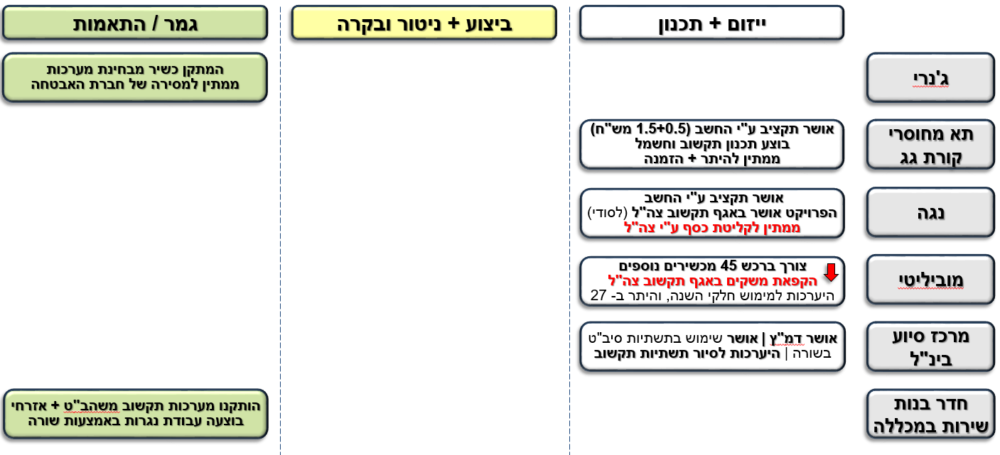 ייזום + תכנון
ביצוע + ניטור ובקרה
גמר / התאמות
ג'נרי
המתקן כשיר מבחינת מערכות
ממתין למסירה של חברת האבטחה
תא מחוסרי
קורת גג
אושר תקציב ע"י החשב (1.5+0.5 מש"ח)
בוצע תכנון תקשוב וחשמל
ממתין להיתר + הזמנה
נגה
אושר תקציב ע"י החשב
הפרויקט אושר באגף תקשוב צה"ל (לסודי)
ממתין לקליטת כסף ע"י צה"ל
מוביליטי
צורך ברכש 45 מכשירים נוספים
הקפאת משקים באגף תקשוב צה"ל
היערכות למימוש חלקי השנה, והיתר ב- 27
מרכז סיוע
בינ"ל
אושר דמ"ץ | אושר שימוש בתשתיות סיב"ט
בשורה | היערכות לסיור תשתיות תקשוב
חדר בנות
שירות במכללה
הותקנו מערכות תקשוב משהב"ט + אזרחי
בוצעה עבודת נגרות באמצעות שורה